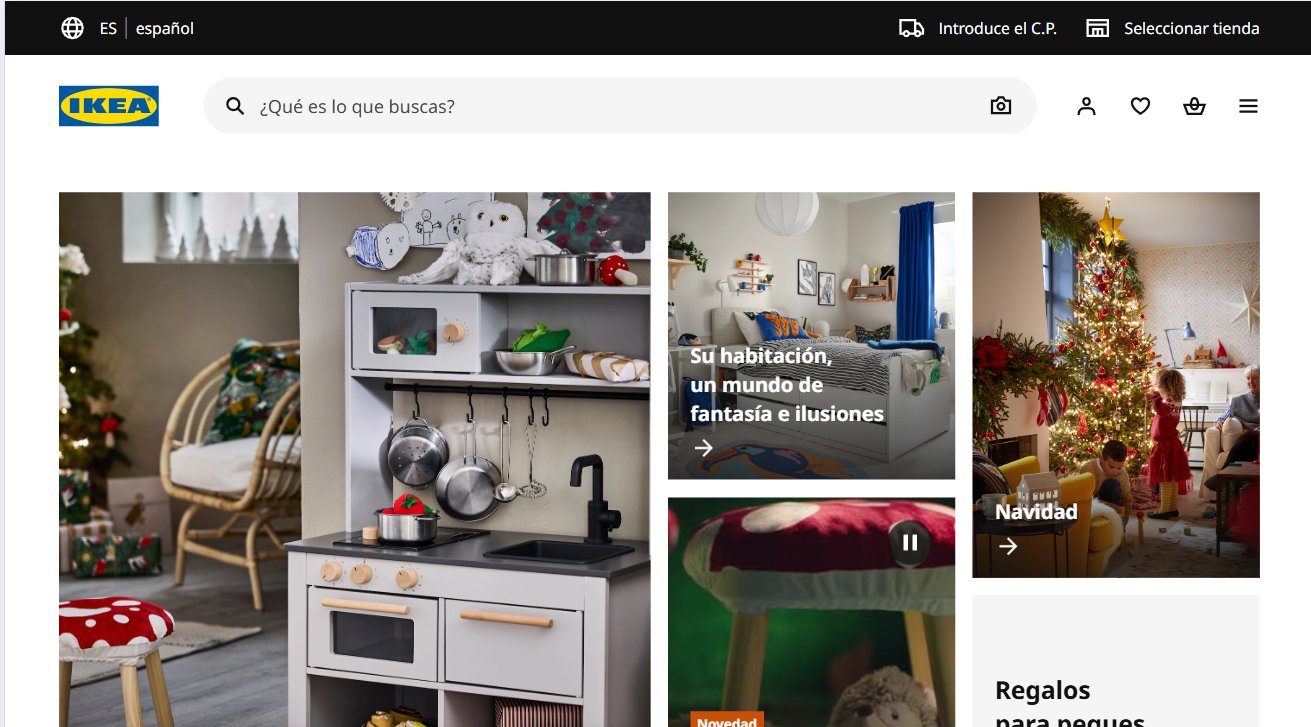 ES | español
Introduce el C.P.
Seleccionar tienda
IKEA
¿Qué es lo que buscas?
Su habitación,
un mundo de
fantasía e ilusiones
Navidad
Novedad
Regalos
para peques